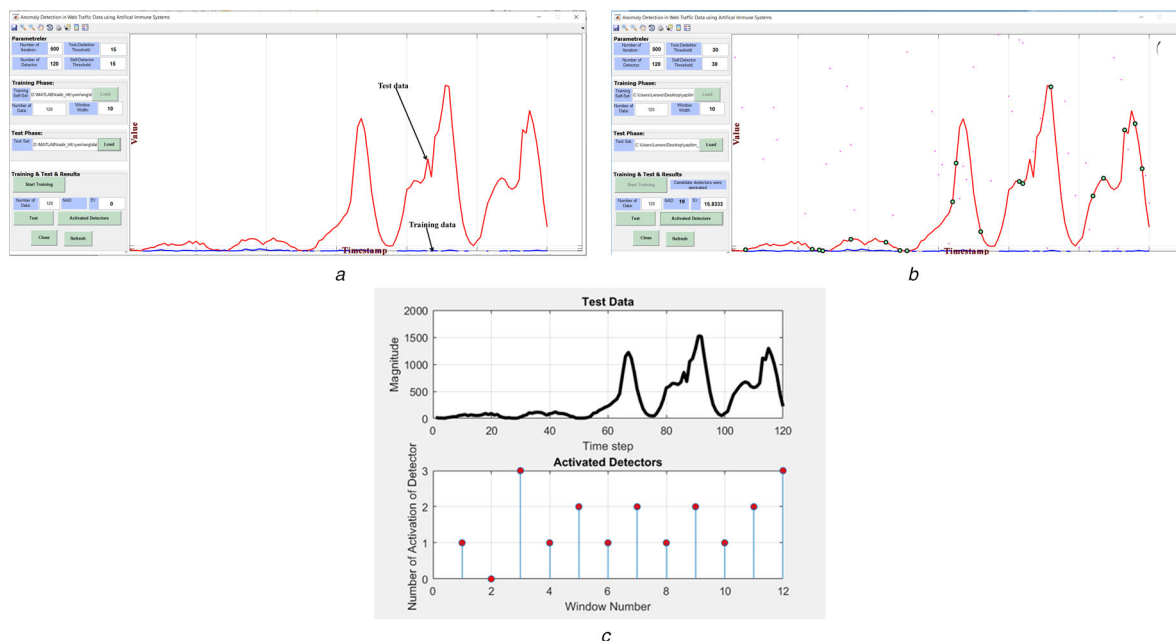 Anomaly Detection in Web Traffic Data using Artifical Immune Systems
Parametreler
Number of Iteration 500 Test-Detektör Threshold 15
Number of Detector 120 Self-Detector Threshold 15
Training Phase:
Training Self-Set Load
Number of Data 120 Window Width 10
Test Phase:
Test Set Load
Training & Test & Results
Start Training
Number of Data: 120 NAD Er 0
Test Activated Detectors
Close Refresh
Value
Test data
Training data
Timestamp
a
Anomaly Detection in Web Traffic Data using Artifical Immune Systems
Parametreler
Number of Iteration 500 Test-Detektör Threshold 30
Number of Detector 120 Self-Detector Threshold 30
Training Phase:
Training Self-Set Load
Number of Data 120 Window Width 10
Test Phase:
Test Set Load
Training & Test & Results
Start Training Candidate detectors were generated
Number of Data: 120 NAD 19 Er 15.8333
Test Activated Detectors
Close Refresh
Value
Timestamp
b
Test Data
Magnitude
2000
1500
1000
500
0
0 20 40 60 80 100 120
Time step
Activated Detectors
Number of Activation of Detector
3
2
1
0
0 2 4 6 8 10 12
Window Number
c